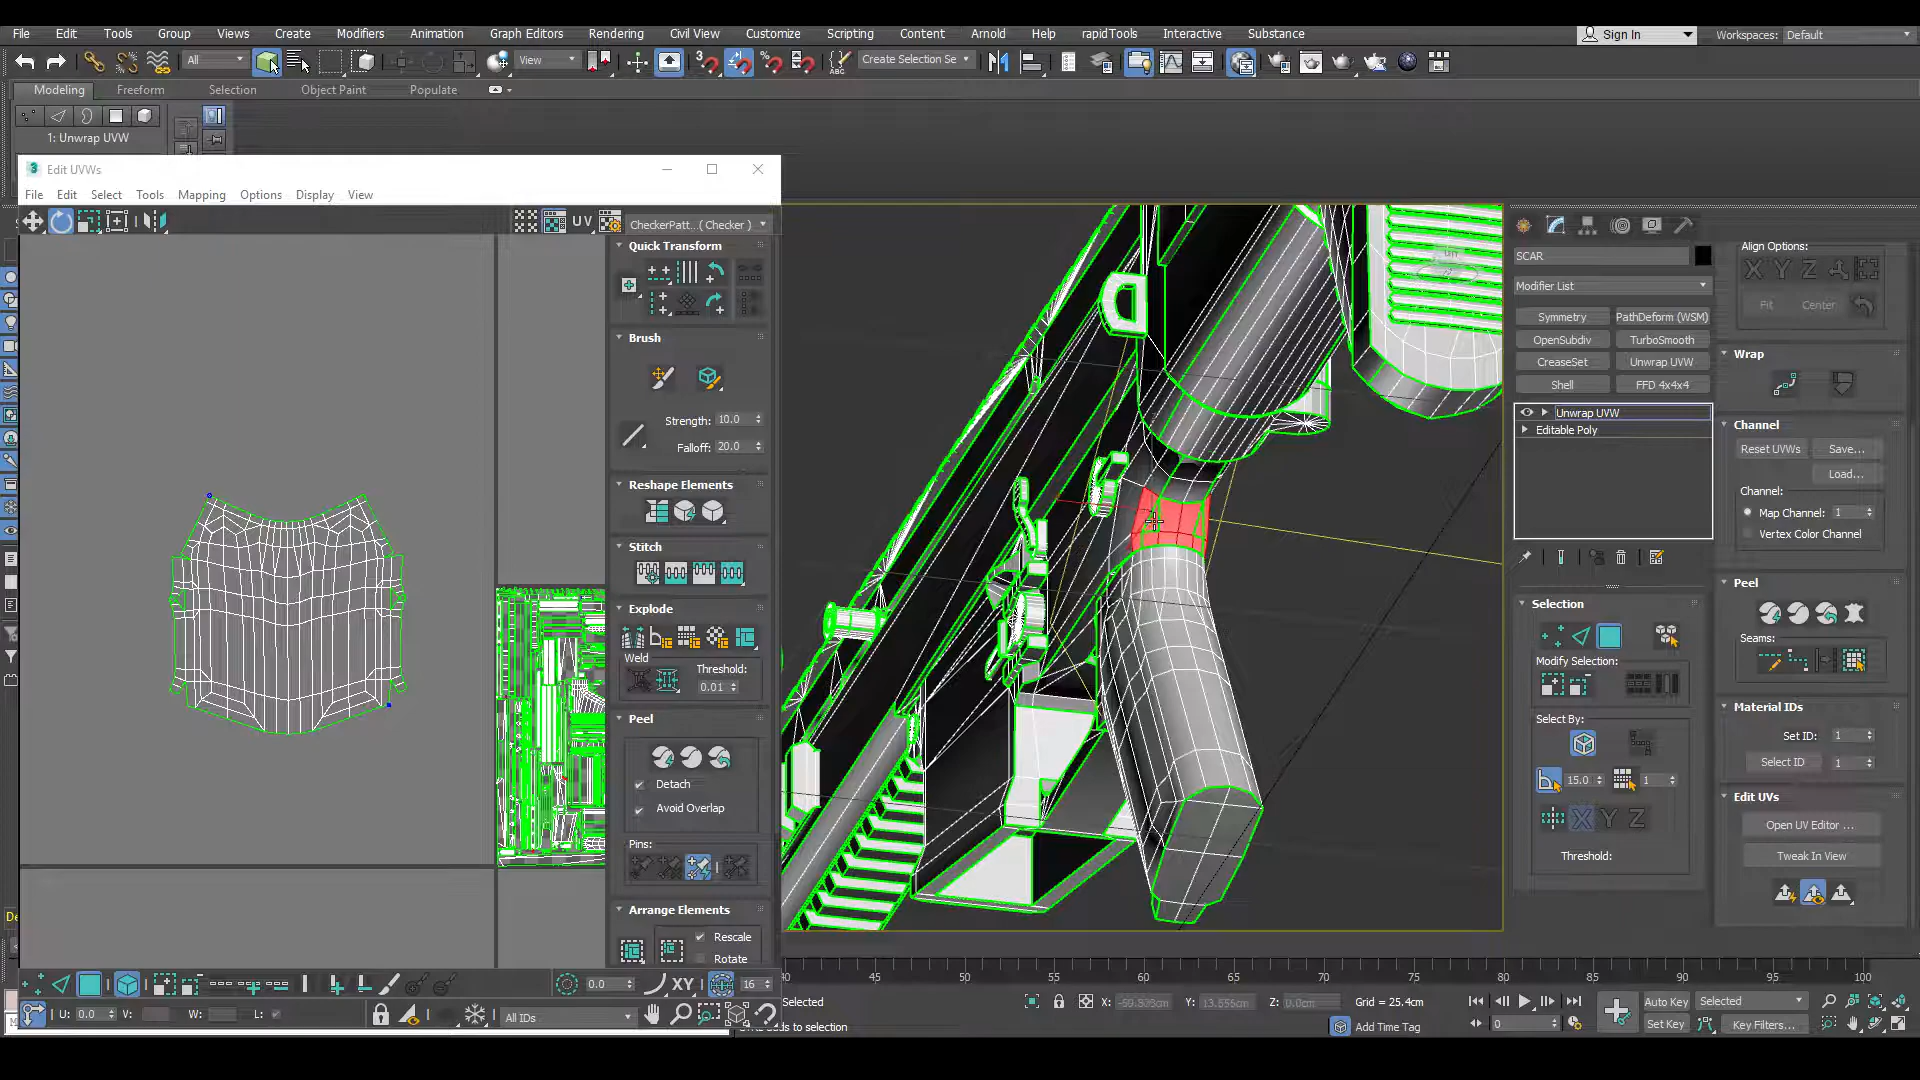 File Edit Tools Group Views Create Modifiers Animation Graph Editors Rendering Civil View Customize Scripting Content Arnold Help rapidTools Interactive Substance Sign In Workspaces: Default
All View Create Selection Se
Modeling Freeform Selection Object Paint Populate
1: Unwrap UVW
Edit UVWs
File Edit Select Tools Mapping Options Display View
UV CheckerPatt...( Checker )
Quick Transform
Brush
Strength: 10.0
Falloff: 20.0
Reshape Elements
Stitch
Explode
Weld Threshold:
0.01
Peel
Detach
Avoid Overlap
Pins:
Arrange Elements
Rescale
Rotate
0.0 XY 16
U: 0.0 V: W: L: All IDs
SCAR
Modifier List
Symmetry PathDeform (WSM)
OpenSubdiv TurboSmooth
CreaseSet Unwrap UVW
Shell FFD 4x4x4
Unwrap UVW
Editable Poly
Selection
Modify Selection:
Select By:
15.0 1
X Y Z
Threshold:
Align Options:
X Y Z
Fit Center
Wrap
Channel
Reset UVWs Save...
Load...
Channel:
Map Channel: 1
Vertex Color Channel
Peel
Seams:
Material IDs
Set ID: 1
Select ID 1
Edit UVs
Open UV Editor ...
Tweak In View
40 45 50 55 60 65 70 75 80 85 90 95 100
Selected X: Y: 13.556cm Z: 0.0cm Grid = 25.4cm Auto Key Selected
adds to selection Add Time Tag 0 Set Key Key Filters...